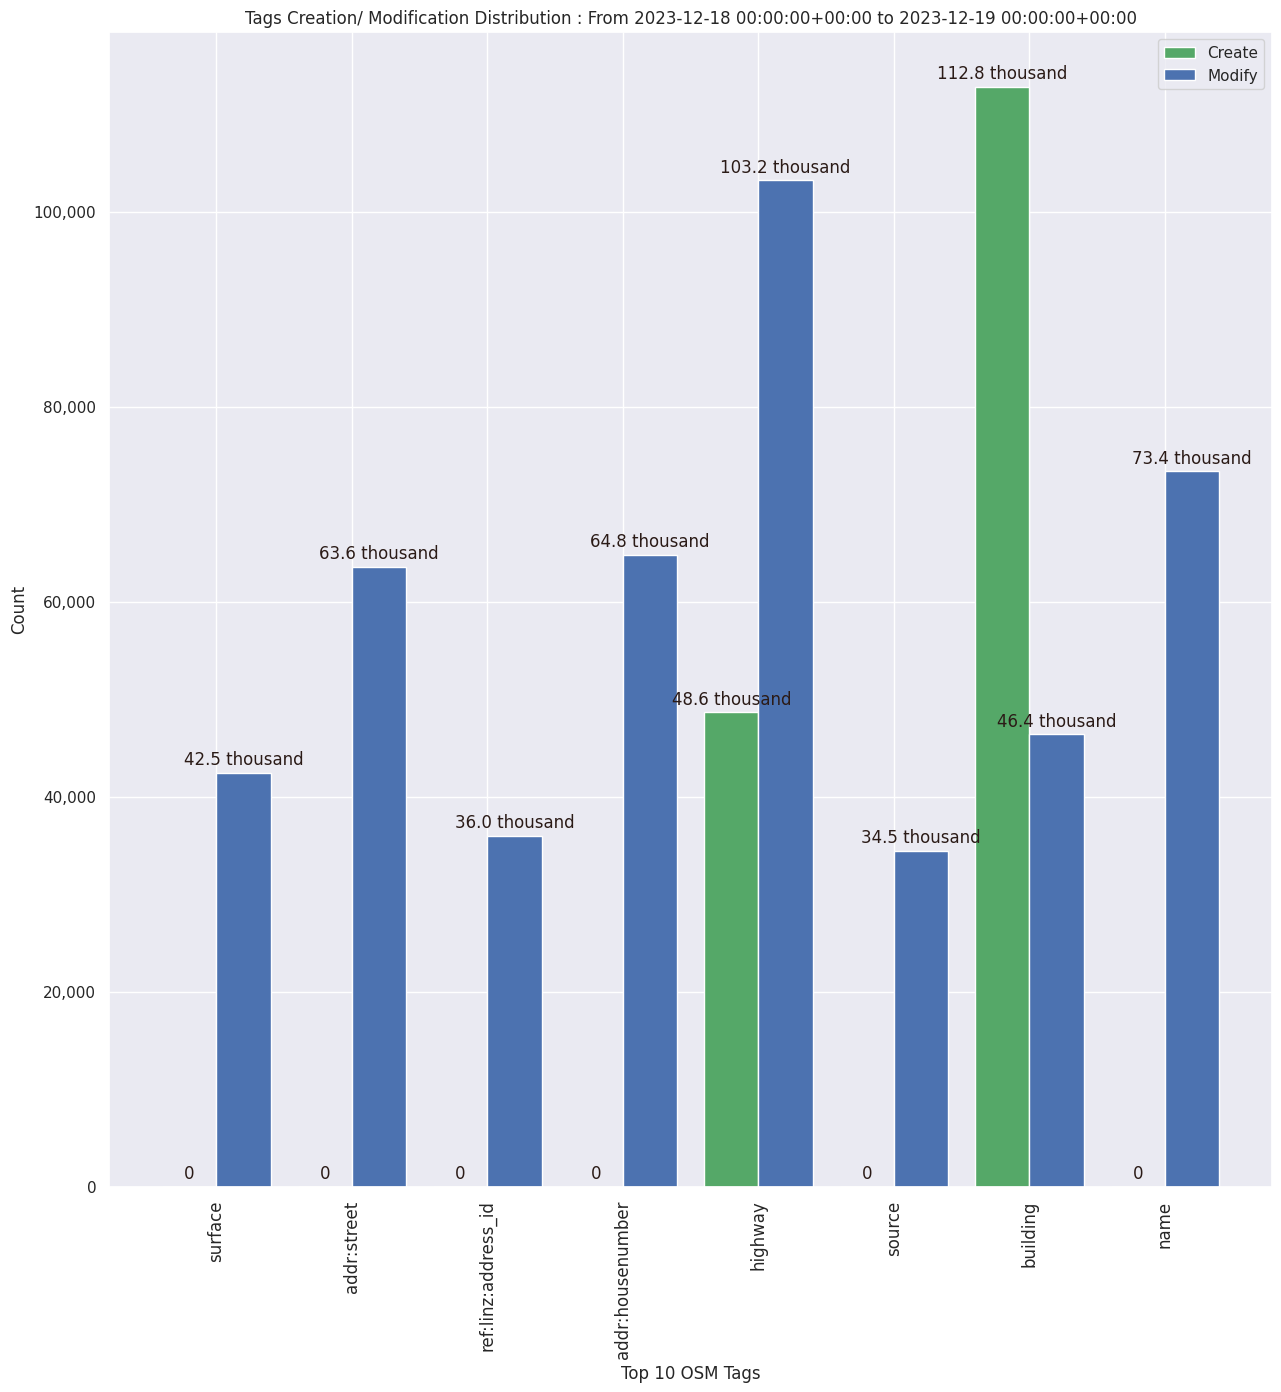 Tags Creation/ Modification Distribution : From 2023-12-18 00:00:00+00:00 to 2023-12-19 00:00:00+00:00
Create
Modify
112.8 thousand
103.2 thousand
73.4 thousand
64.8 thousand
63.6 thousand
48.6 thousand
46.4 thousand
42.5 thousand
36.0 thousand
34.5 thousand
0
0
0
0
0
0
100,000
80,000
60,000
40,000
20,000
0
Count
surface
addr:street
ref:linz:address_id
addr:housenumber
highway
source
building
name
Top 10 OSM Tags